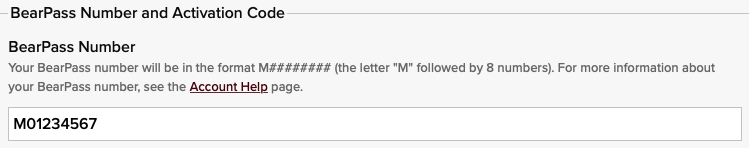 BearPass Number and Activation Code
BearPass Number
Your BearPass number will be in the format M######## (the letter "M" followed by 8 numbers). For more information about
your BearPass number, see the Account Help page.
M01234567